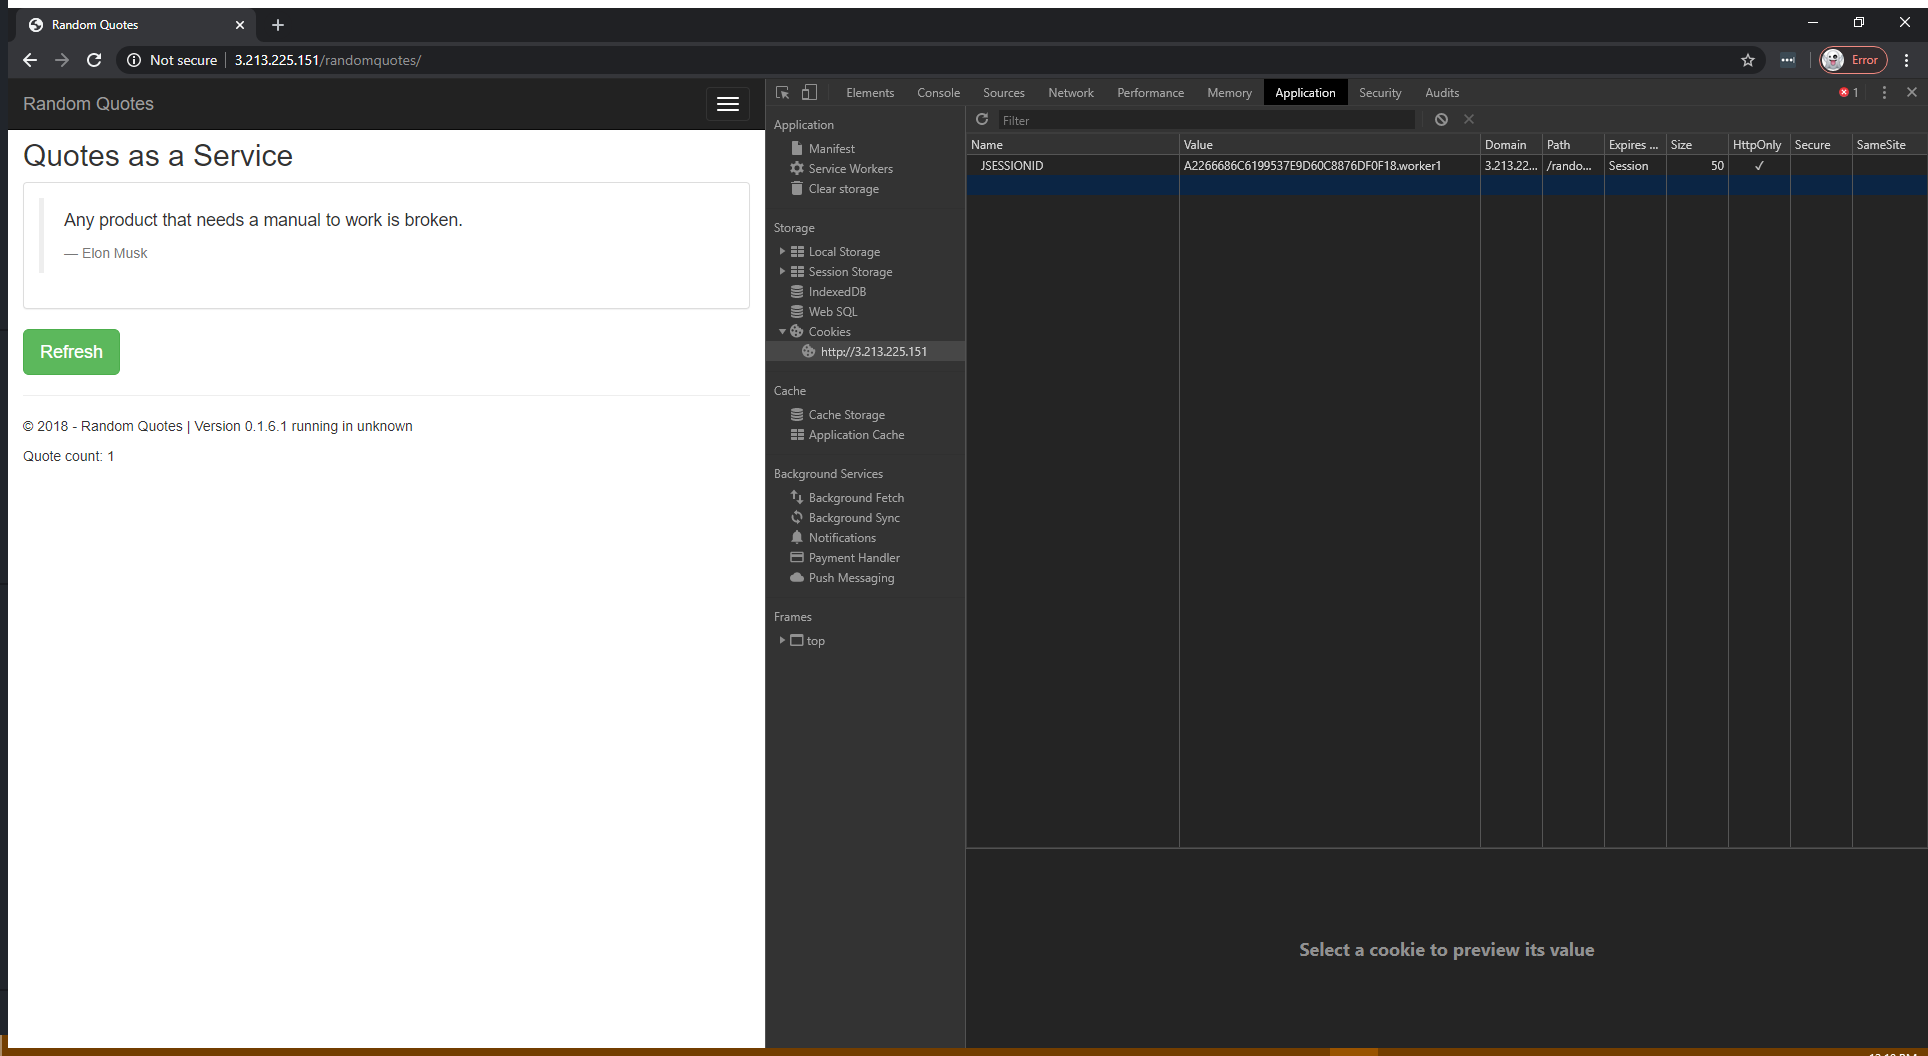 Random Quotes
Not secure | 3.213.225.151/randomquotes/
Error
Random Quotes
Quotes as a Service
Any product that needs a manual to work is broken.
— Elon Musk
Refresh
© 2018 - Random Quotes | Version 0.1.6.1 running in unknown
Quote count: 1
Elements Console Sources Network Performance Memory Application Security Audits 1
Application
Manifest
Service Workers
Clear storage
Storage
Local Storage
Session Storage
IndexedDB
Web SQL
Cookies
http://3.213.225.151
Cache
Cache Storage
Application Cache
Background Services
Background Fetch
Background Sync
Notifications
Payment Handler
Push Messaging
Frames
top
Filter
Name Value Domain Path Expires ... Size HttpOnly Secure SameSite
JSESSIONID A2266686C6199537E9D60C8876DF0F18.worker1 3.213.22... /rando... Session 50 ✓
Select a cookie to preview its value